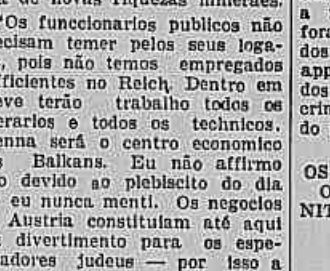 de novas riquezas mineraes.
"Os funccionarios publicos não
ecisam temer pelos seus loga-
, pois não temos empregados
fficientes no Reich. Dentro em
eve terão trabalho todos os
erarios e todos os technicos.
enna será o centro economico
s Balkans. Eu não affirmo
o devido ao plebiscito do dia
eu nunca menti. Os negocios
Austria constituiam até aqui
divertimento para os espe-
adores judeus — por isso a
a
fora
dos
app
dos
crin
do
OS
O
NIT